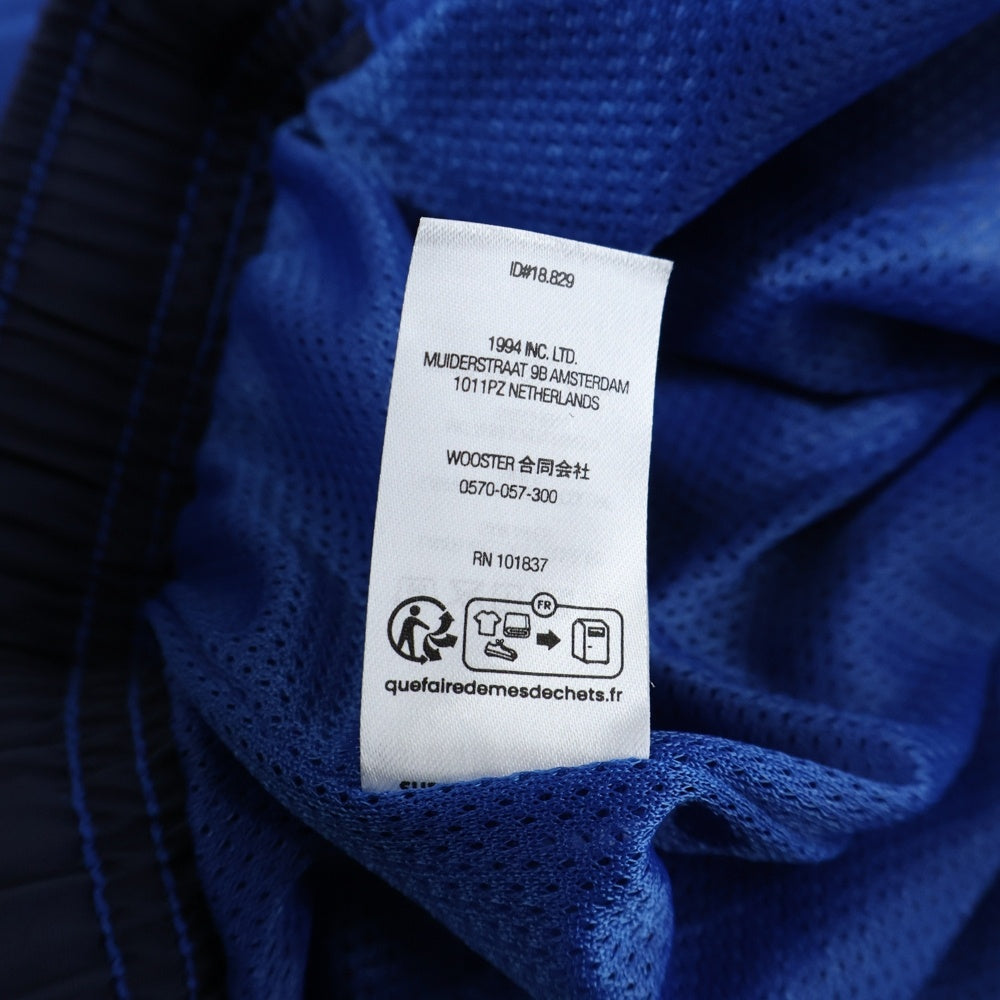 ID#18.829
1994 INC. LTD.
MUIDERSTRAAT 9B AMSTERDAM
1011PZ NETHERLANDS
WOOSTER 合同会社
0570-057-300
RN 101837
FR
quefairedemesdechets.fr